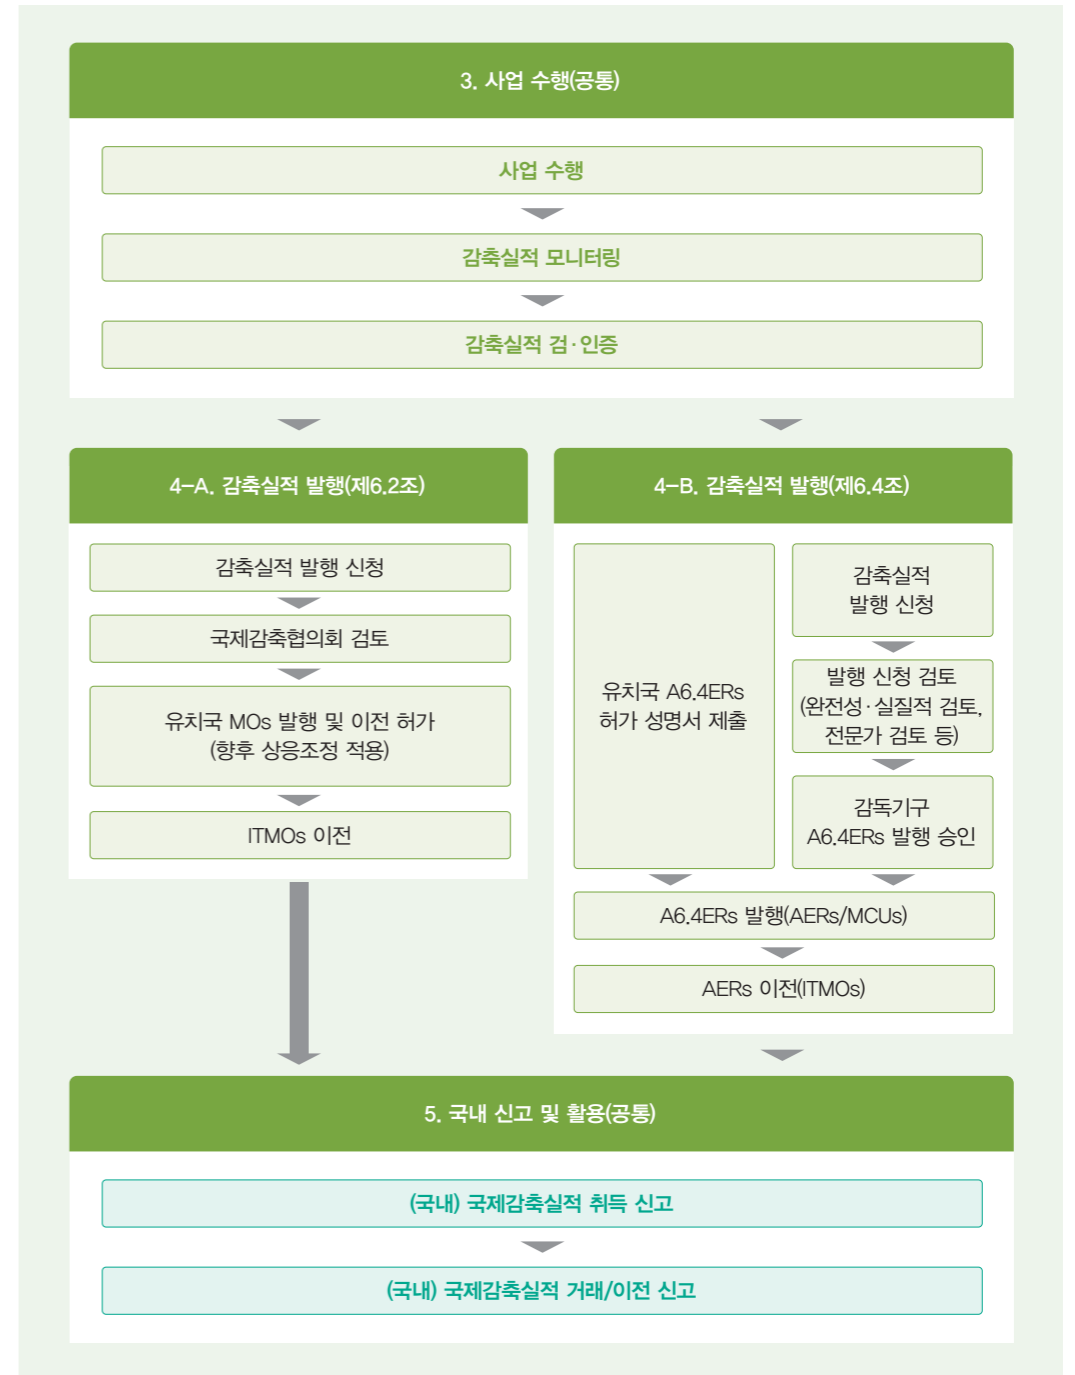 3. 사업 수행(공통)
사업 수행
감축실적 모니터링
감축실적 검·인증
4-A. 감축실적 발행(제6.2조)
감축실적 발행 신청
국제감축협의회 검토
유치국 MOs 발행 및 이전 허가
(향후 상응조정 적용)
ITMOs 이전
4-B. 감축실적 발행(제6.4조)
유치국 A6.4ERs
허가 성명서 제출
감축실적
발행 신청
발행 신청 검토
(완전성·실질적 검토,
전문가 검토 등)
감독기구
A6.4ERs 발행 승인
A6.4ERs 발행(AERs/MCUs)
AERs 이전(ITMOs)
5. 국내 신고 및 활용(공통)
(국내) 국제감축실적 취득 신고
(국내) 국제감축실적 거래/이전 신고